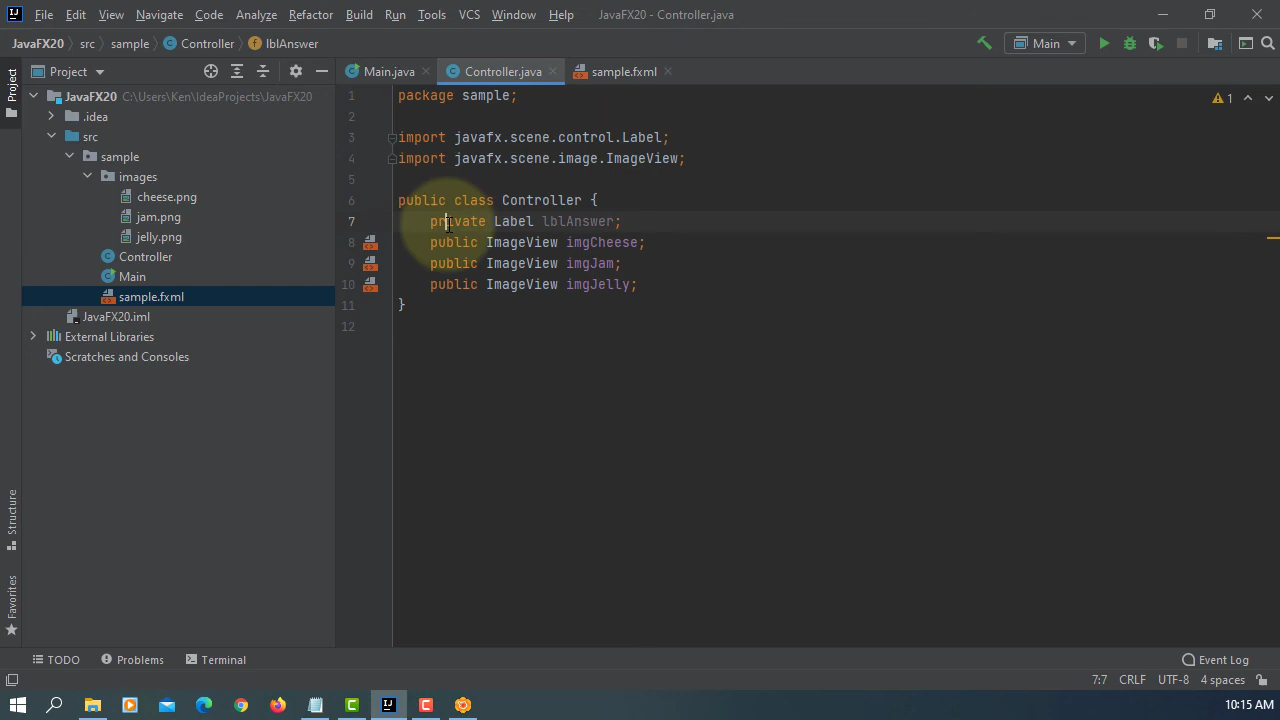 File Edit View Navigate Code Analyze Refactor Build Run Tools VCS Window Help JavaFX20 - Controller.java
JavaFX20 src sample Controller lblAnswer Main
Project Main.java Controller.java sample.fxml
Project
JavaFX20 C:\Users\Ken\IdeaProjects\JavaFX20
.idea
src
sample
images
cheese.png
jam.png
jelly.png
Controller
Main
sample.fxml
JavaFX20.iml
External Libraries
Scratches and Consoles
Structure
Favorites
1 package sample;
2
3 import javafx.scene.control.Label;
4 import javafx.scene.image.ImageView;
5
6 public class Controller {
7 private Label lblAnswer;
8 public ImageView imgCheese;
9 public ImageView imgJam;
10 public ImageView imgJelly;
11 }
12
1
TODO Problems Terminal Event Log
7:7 CRLF UTF-8 4 spaces
10:15 AM